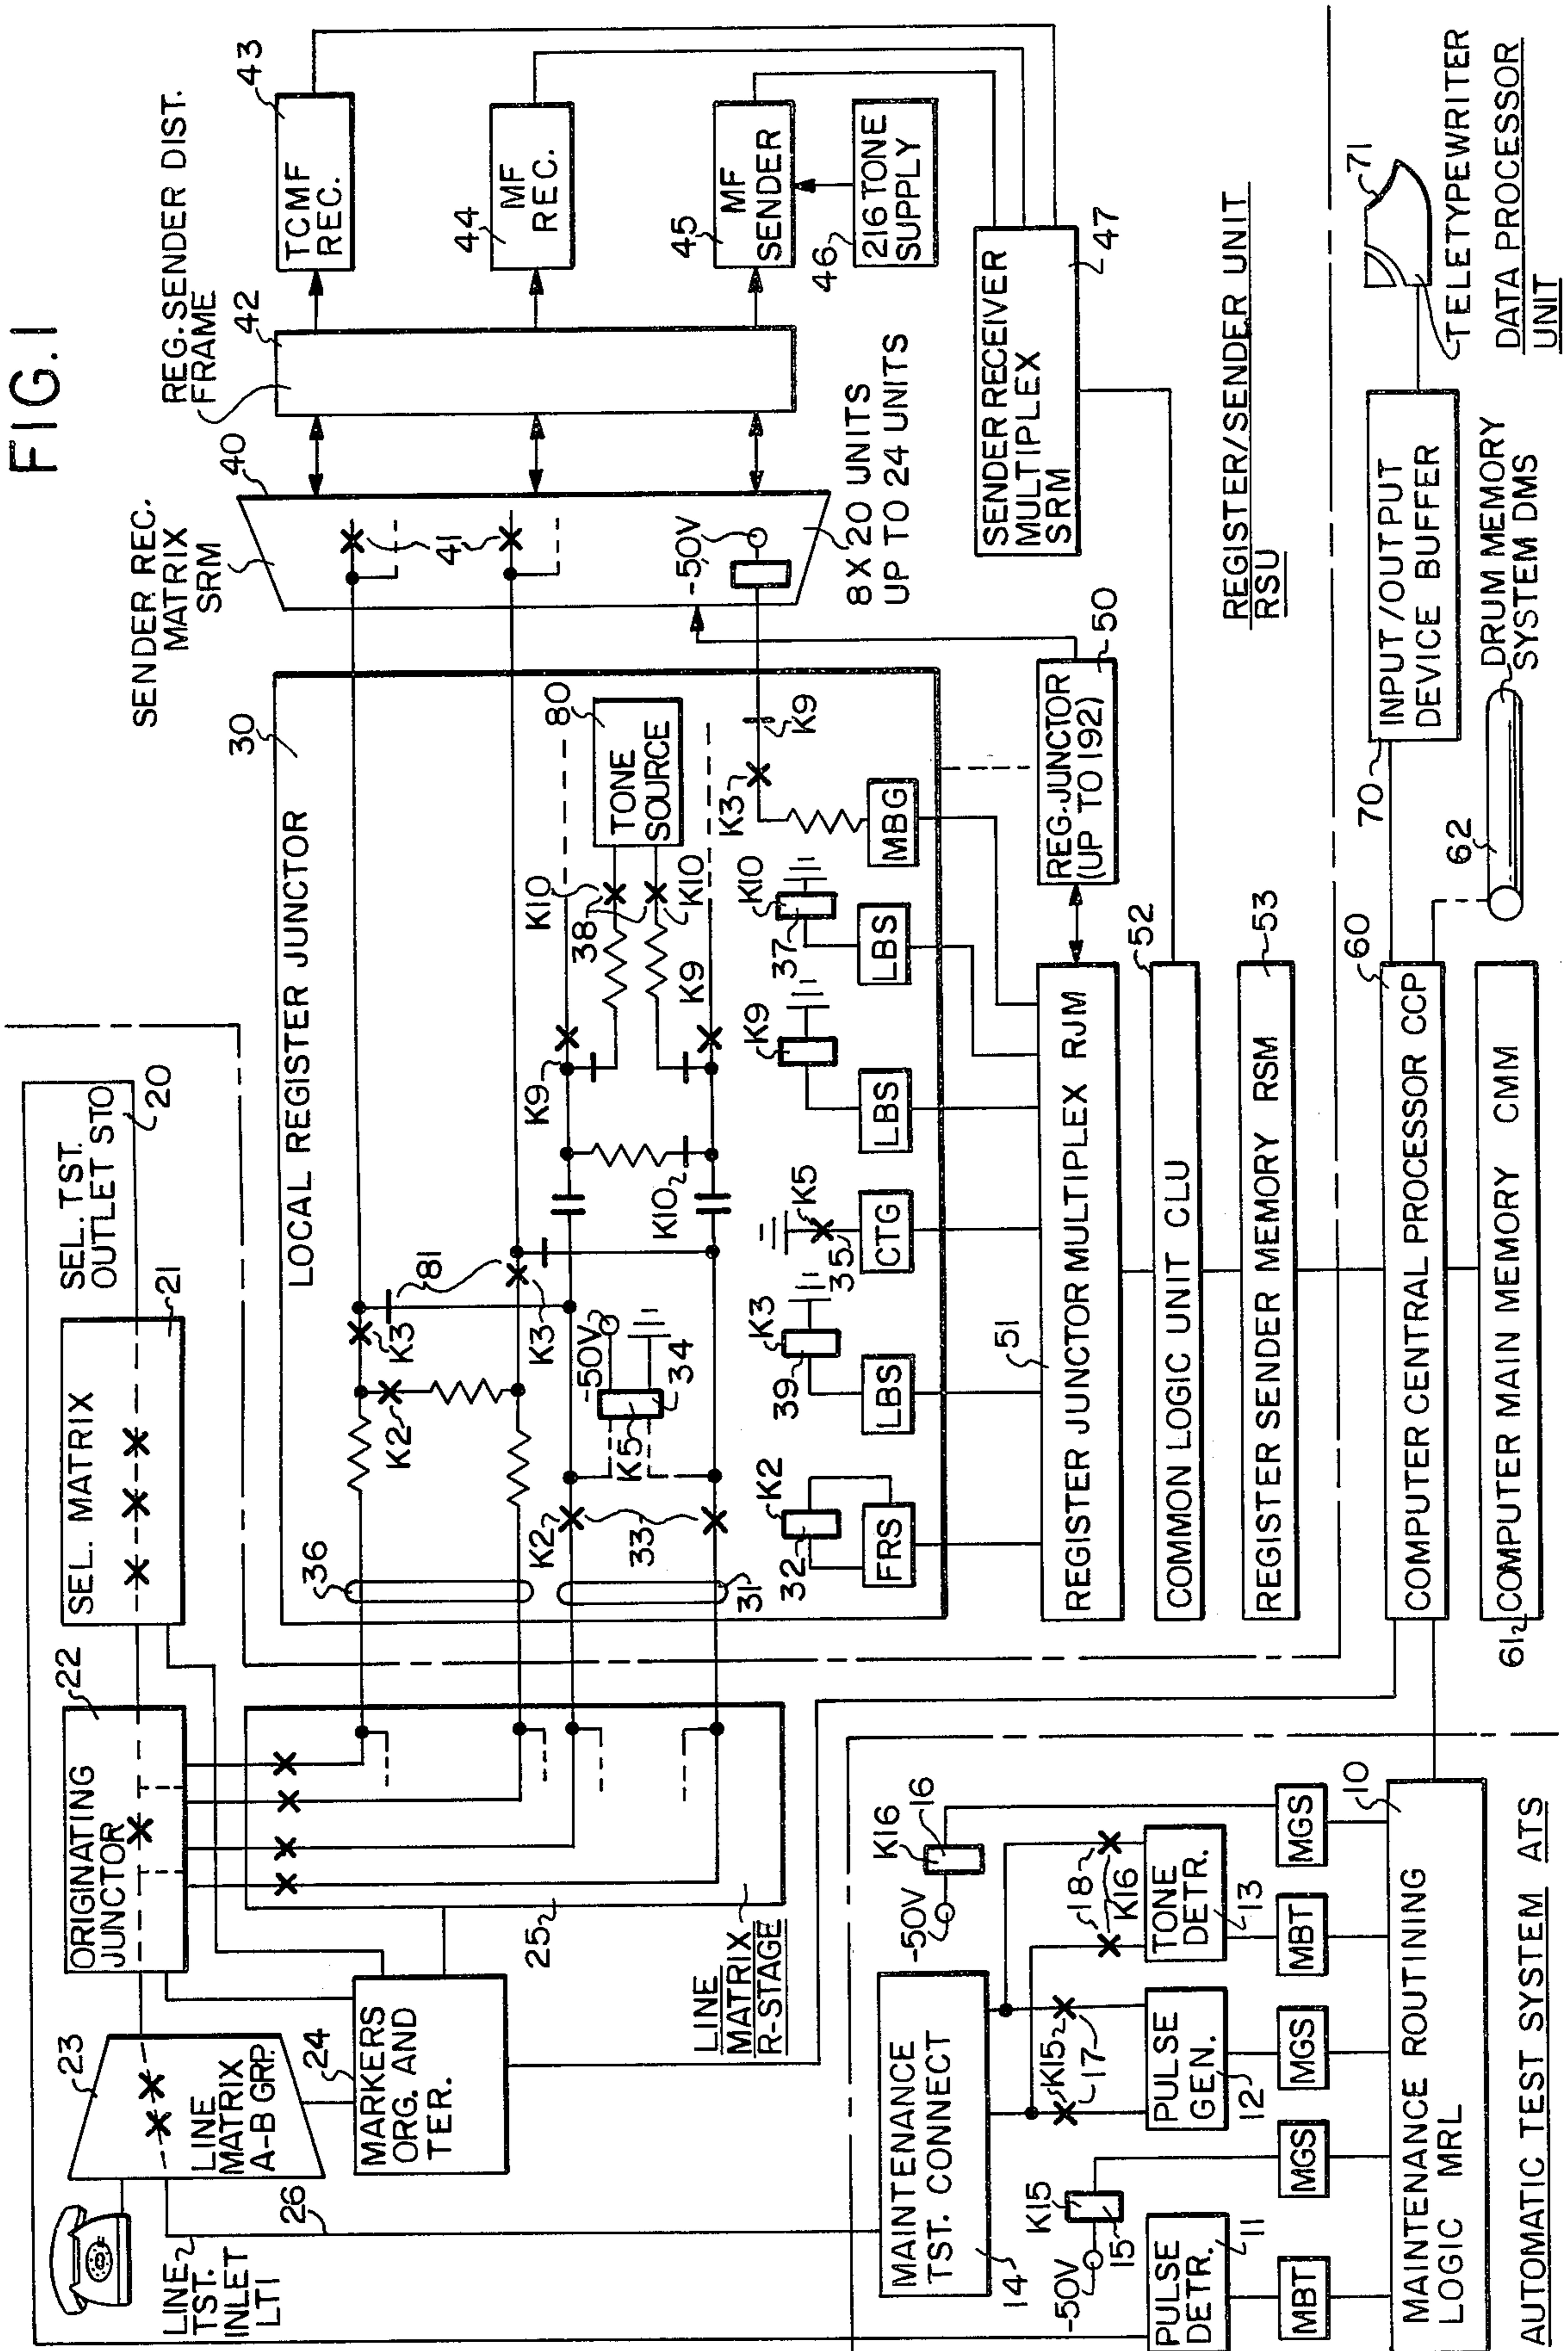 FIG. 1
SEL. TST.
OUTLET STO
20
SEL. MATRIX
21
ORIGINATING
JUNCTOR
22
23
LINE
MATRIX
A-B GRP.
LINE
TST.
INLET
LTI
26
24
MARKERS
ORG. AND
TER.
25
LINE
MATRIX
R-STAGE
SENDER REC.
MATRIX
SRM
40
41
-50V
8 X 20 UNITS
UP TO 24 UNITS
REG. SENDER DIST.
FRAME
42
43
TCMF
REC.
44
MF
REC.
45
MF
SENDER
46
216 TONE
SUPPLY
SENDER RECEIVER
MULTIPLEX
SRM
47
30
LOCAL REGISTER JUNCTOR
36
K2
K3
81
K3
K2
33
31
-50V
K5
34
K10
K9
K10
38
K10
K9
80
TONE
SOURCE
K2
32
FRS
K3
39
LBS
K5
35
CTG
K9
LBS
K10
37
LBS
K3
K9
MBG
REG.-JUNCTOR
(UP TO 192)
50
51
REGISTER JUNCTOR MULTIPLEX RJM
52
COMMON LOGIC UNIT CLU
53
REGISTER SENDER MEMORY RSM
REGISTER/SENDER UNIT
RSU
60
COMPUTER CENTRAL PROCESSOR CCP
61
COMPUTER MAIN MEMORY CMM
62
DRUM MEMORY
SYSTEM DMS
70
INPUT/OUTPUT
DEVICE BUFFER
71
TELETYPEWRITER
DATA PROCESSOR
UNIT
MAINTENANCE
TST. CONNECT
14
-50V
K16
16
K15
17
18
K16
-50V
K15
15
PULSE
DETR.
11
PULSE
GEN.
12
TONE
DETR.
13
MBT
MGS
MGS
MBT
MGS
10
MAINTENANCE ROUTINING
LOGIC MRL
AUTOMATIC TEST SYSTEM ATS